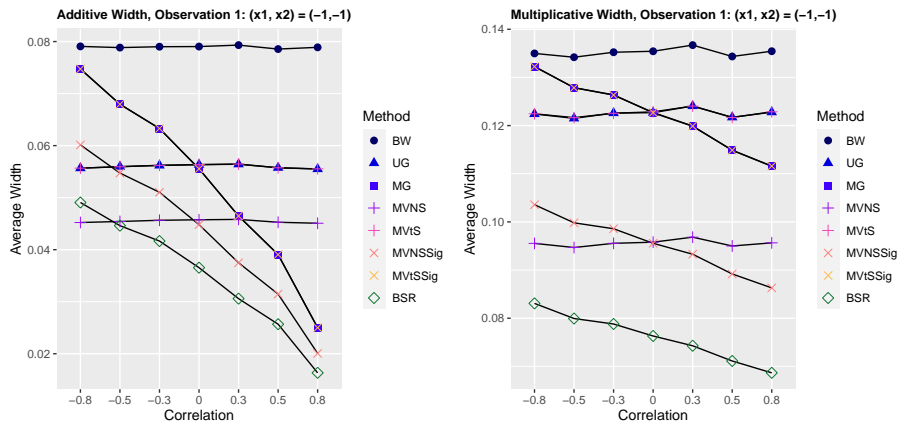 Additive Width, Observation 1: (x1, x2) = (−1,−1)
Average Width
0.08
0.06
0.04
0.02
−0.8 −0.5 −0.3 0 0.3 0.5 0.8
Correlation
Method
BW
UG
MG
MVNS
MVtS
MVNSSig
MVtSSig
BSR
Multiplicative Width, Observation 1: (x1, x2) = (−1,−1)
Average Width
0.14
0.12
0.10
0.08
−0.8 −0.5 −0.3 0 0.3 0.5 0.8
Correlation
Method
BW
UG
MG
MVNS
MVtS
MVNSSig
MVtSSig
BSR